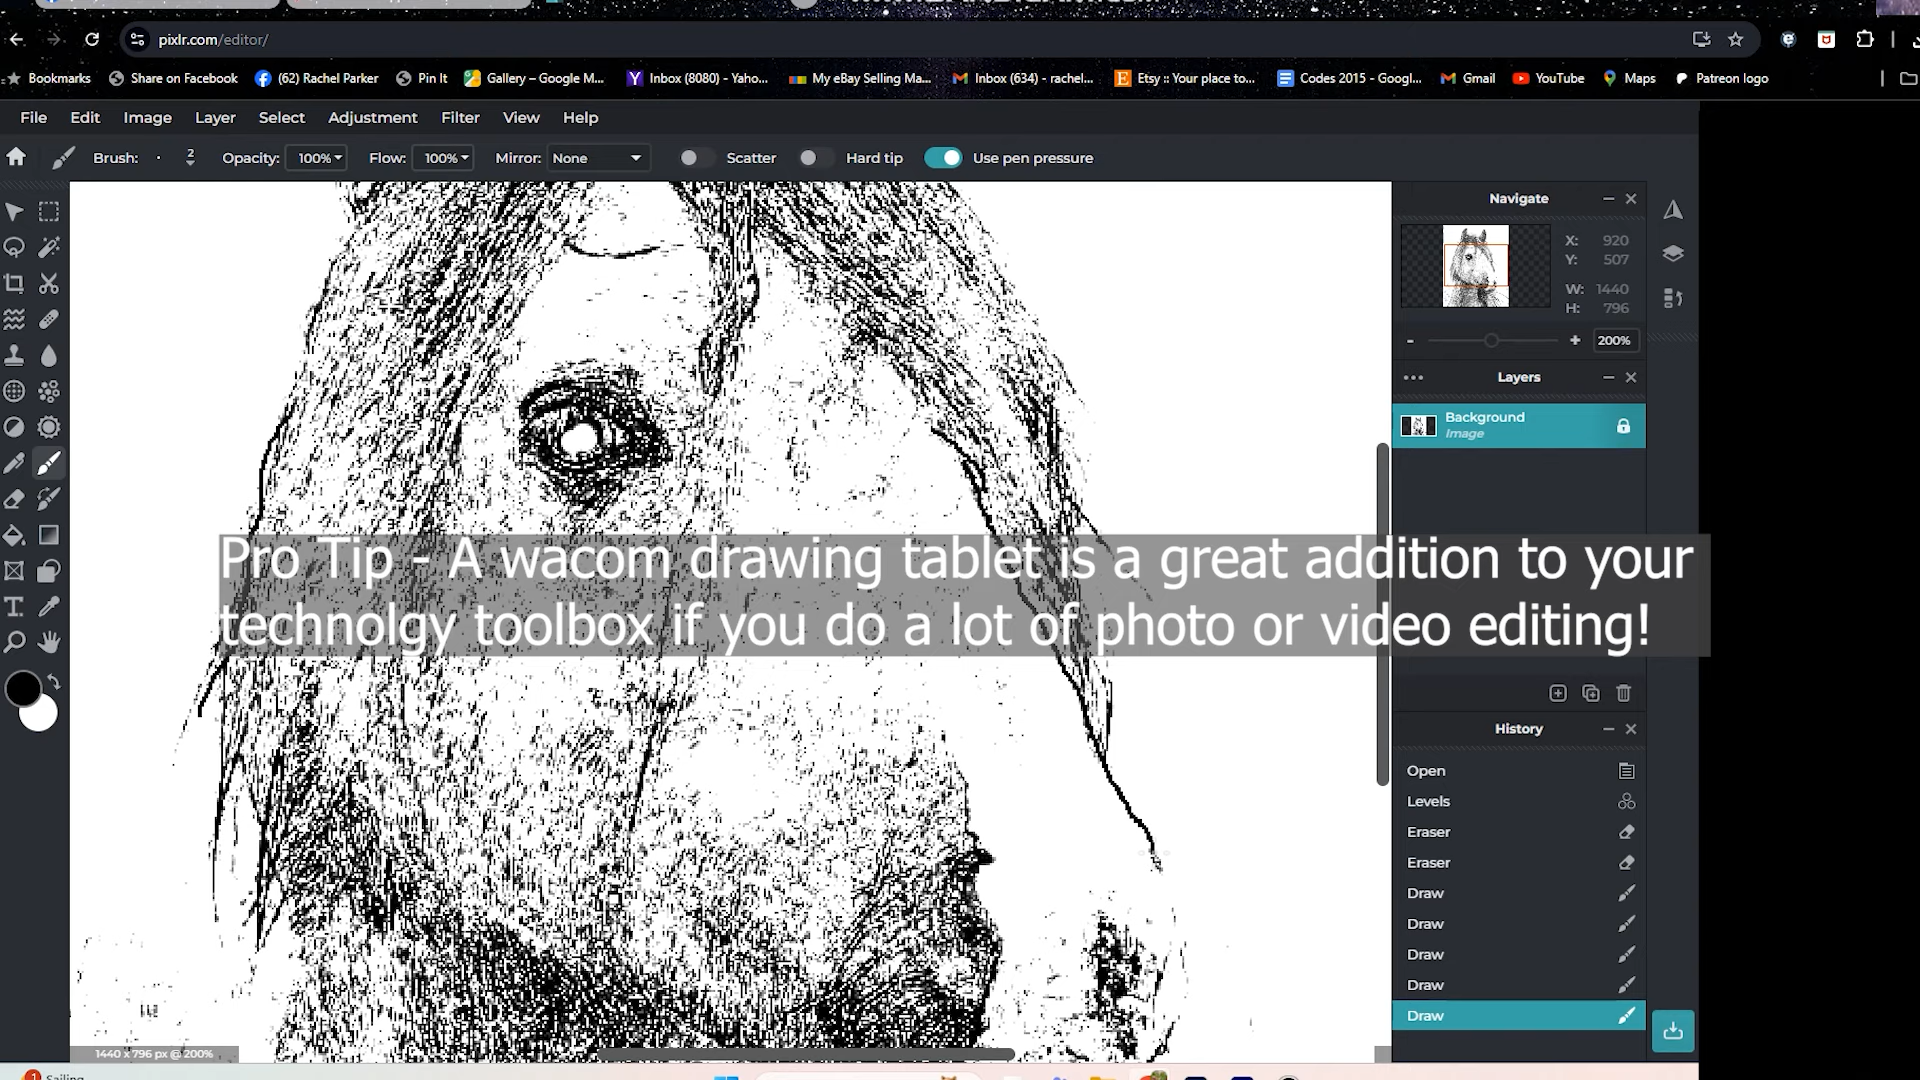 pixlr.com/editor/
Bookmarks Share on Facebook (62) Rachel Parker Pin It Gallery – Google M... Inbox (8080) - Yaho... My eBay Selling Ma... Inbox (634) - rachel... Etsy :: Your place to... Codes 2015 - Googl... Gmail YouTube Maps Patreon logo
File Edit Image Layer Select Adjustment Filter View Help
Brush: 2 Opacity: 100% Flow: 100% Mirror: None Scatter Hard tip Use pen pressure
Navigate
X: 920
Y: 507
W: 1440
H: 796
- + 200%
Layers
Background
Image
Pro Tip - A wacom drawing tablet is a great addition to your
technolgy toolbox if you do a lot of photo or video editing!
History
Open
Levels
Eraser
Eraser
Draw
Draw
Draw
Draw
Draw
1440 x 796 px @ 200%
1 Sailing